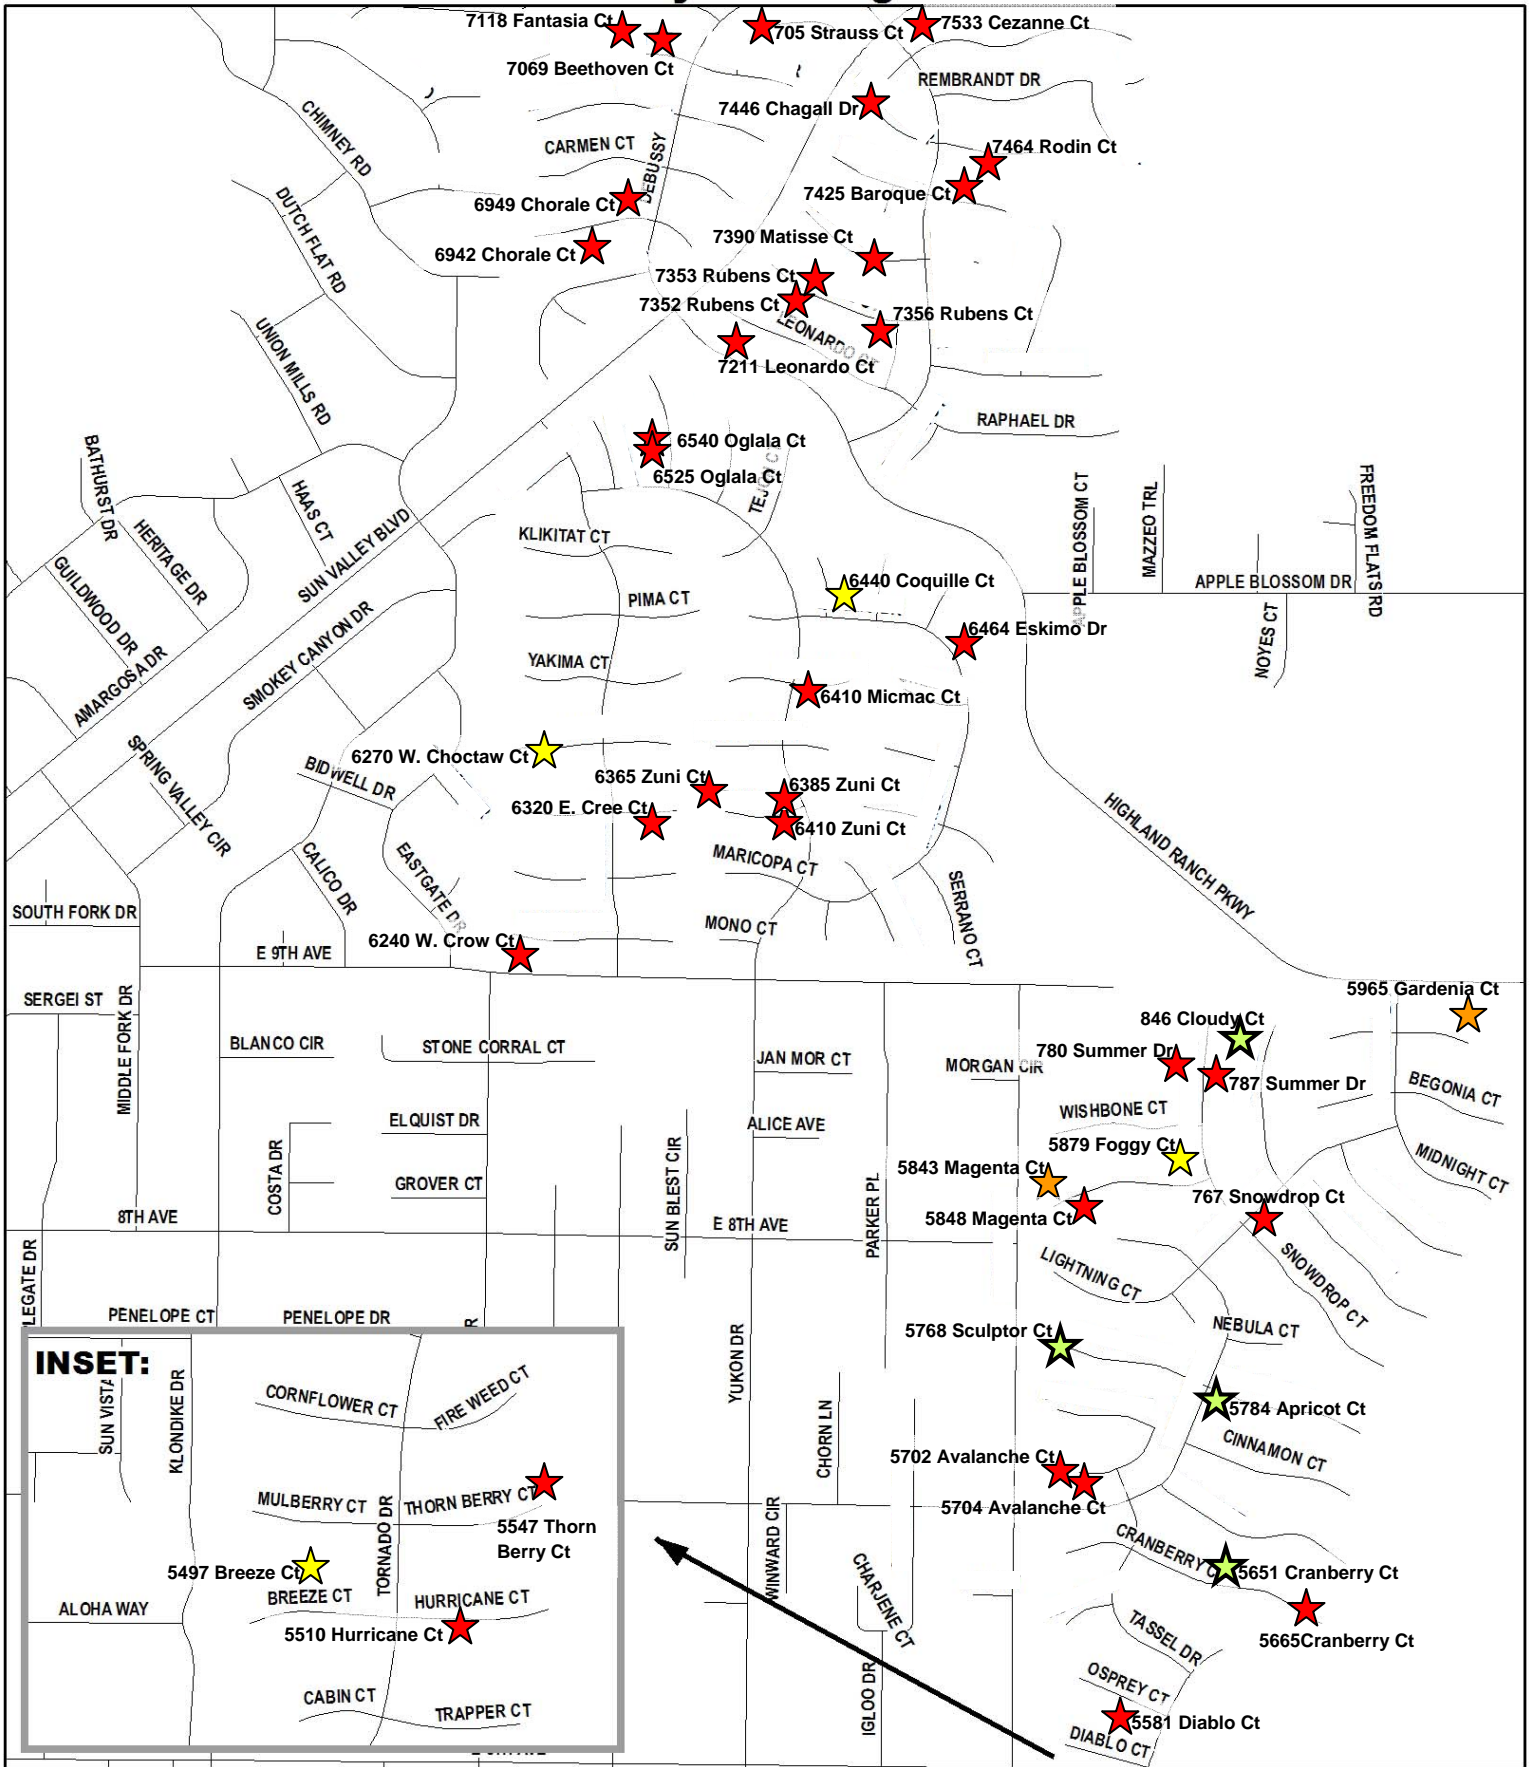 7118 Fantasia Ct
705 Strauss Ct
7533 Cezanne Ct
7069 Beethoven Ct
REMBRANDT DR
7446 Chagall Dr
CHIMNEY RD
CARMEN CT
DEBUSSY
7464 Rodin Ct
7425 Baroque Ct
6949 Chorale Ct
DUTCH FLAT RD
6942 Chorale Ct
7390 Matisse Ct
7353 Rubens Ct
7352 Rubens Ct
7356 Rubens Ct
LEONARDO CT
7211 Leonardo Ct
UNION MILLS RD
RAPHAEL DR
6540 Oglala Ct
6525 Oglala Ct
TEJON CT
BATHURST DR
HAAS CT
HERITAGE DR
GUILDWOOD DR
SUN VALLEY BLVD
KLIKITAT CT
APPLE BLOSSOM CT
MAZZEO TRL
FREEDOM FLATS RD
APPLE BLOSSOM DR
NOYES CT
6440 Coquille Ct
PIMA CT
6464 Eskimo Dr
SMOKEY CANYON DR
AMARGOSA DR
YAKIMA CT
6410 Micmac Ct
SPRING VALLEY CIR
BIDWELL DR
6270 W. Choctaw Ct
6365 Zuni Ct
6385 Zuni Ct
6320 E. Cree Ct
6410 Zuni Ct
HIGHLAND RANCH PKWY
MARICOPA CT
CALICO DR
EASTGATE DR
SERRANO CT
SOUTH FORK DR
MONO CT
6240 W. Crow Ct
E 9TH AVE
SERGEI ST
MIDDLE FORK DR
5965 Gardenia Ct
846 Cloudy Ct
BLANCO CIR
STONE CORRAL CT
JAN MOR CT
MORGAN CIR
780 Summer Dr
787 Summer Dr
BEGONIA CT
WISHBONE CT
ELQUIST DR
ALICE AVE
5879 Foggy Ct
MIDNIGHT CT
COSTA DR
GROVER CT
SUN BLEST CIR
PARKER PL
5843 Magenta Ct
5848 Magenta Ct
767 Snowdrop Ct
8TH AVE
E 8TH AVE
LIGHTNING CT
SNOWDROP CT
LEGATE DR
PENELOPE CT
PENELOPE DR
R
NEBULA CT
5768 Sculptor Ct
YUKON DR
5784 Apricot Ct
CINNAMON CT
CHORN LN
5702 Avalanche Ct
5704 Avalanche Ct
WINWARD CIR
CHARJENE CT
CRANBERRY C
5651 Cranberry Ct
5665Cranberry Ct
TASSEL DR
OSPREY CT
IGLOO DR
5581 Diablo Ct
DIABLO CT
INSET:
SUN VISTA
KLONDIKE DR
CORNFLOWER CT
FIRE WEED CT
MULBERRY CT
THORN BERRY CT
TORNADO DR
5547 Thorn
Berry Ct
5497 Breeze Ct
BREEZE CT
HURRICANE CT
ALOHA WAY
5510 Hurricane Ct
CABIN CT
TRAPPER CT